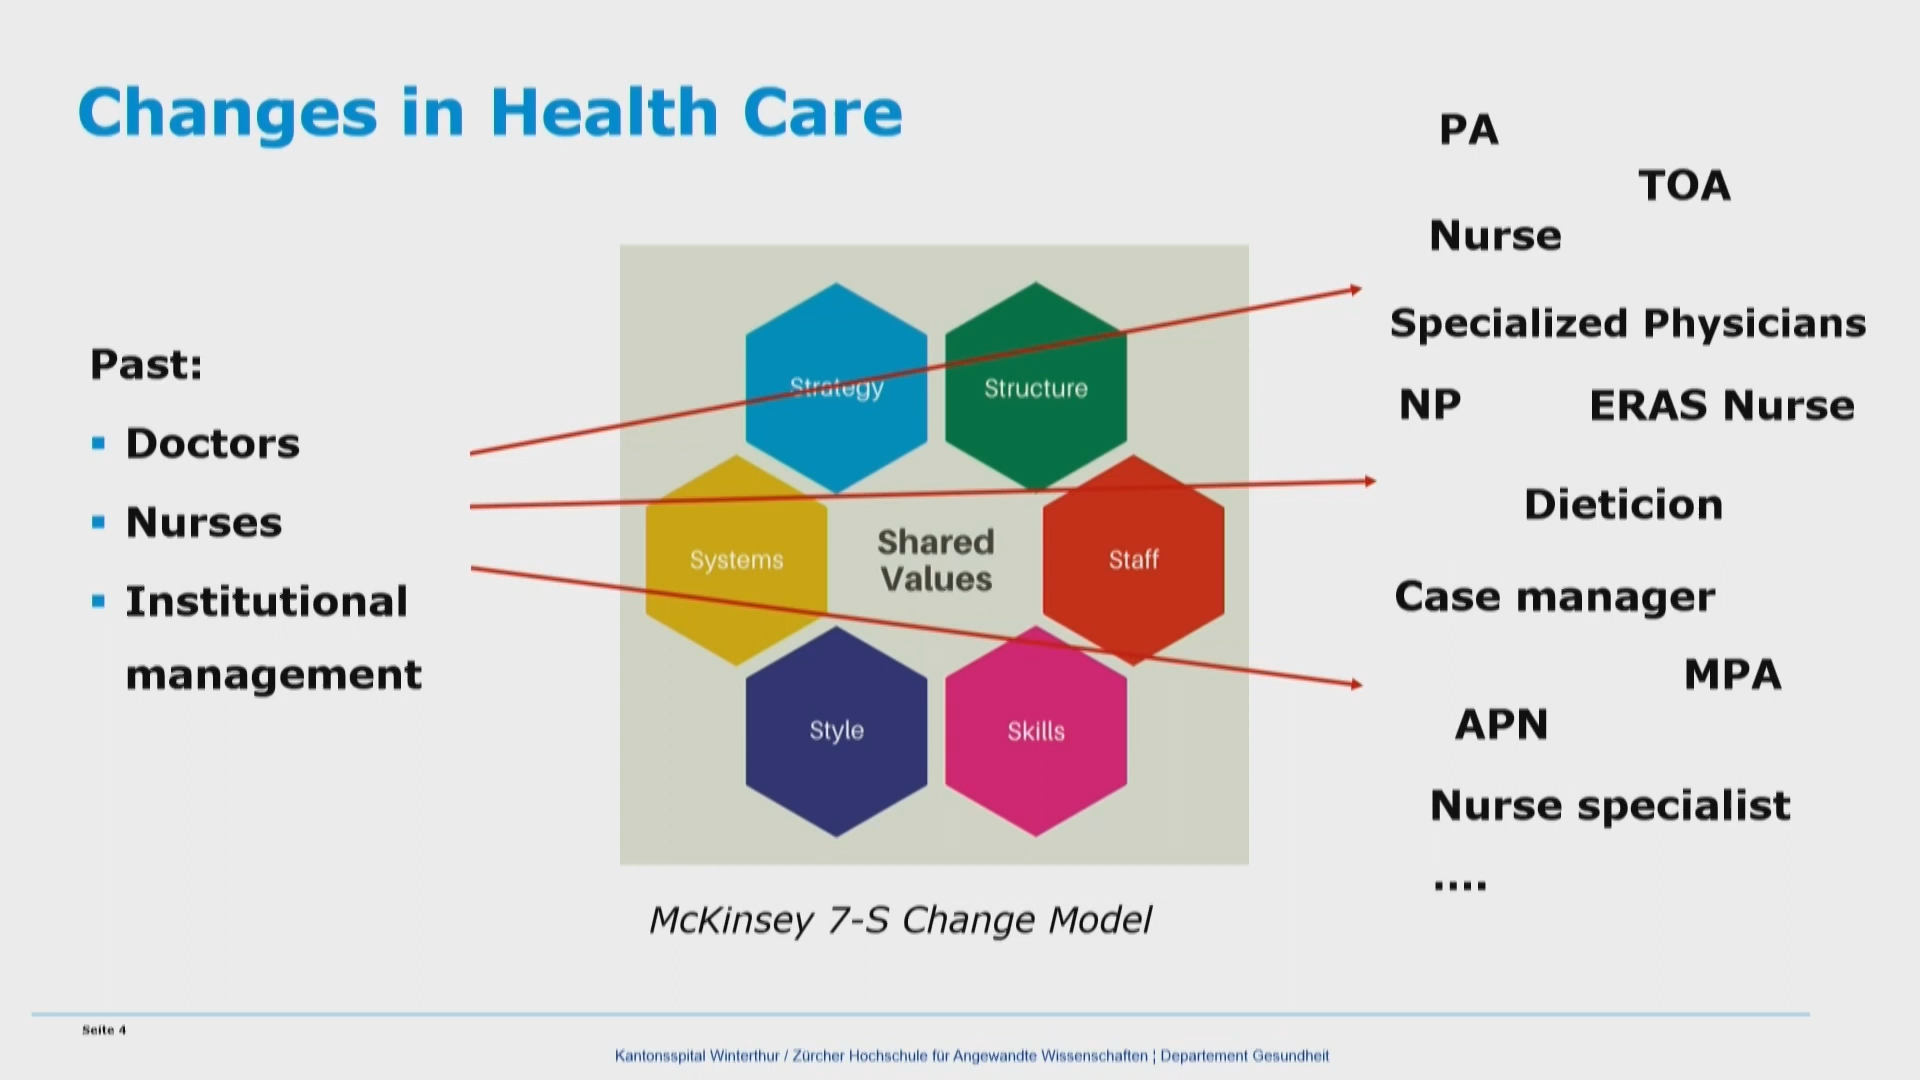 Changes in Health Care
Past:
Doctors
Nurses
Institutional
management
Strategy
Structure
Systems
Shared
Values
Staff
Style
Skills
McKinsey 7-S Change Model
PA
TOA
Nurse
Specialized Physicians
NP
ERAS Nurse
Dieticion
Case manager
MPA
APN
Nurse specialist
....
Seite 4
Kantonsspital Winterthur / Zürcher Hochschule für Angewandte Wissenschaften ¦ Departement Gesundheit